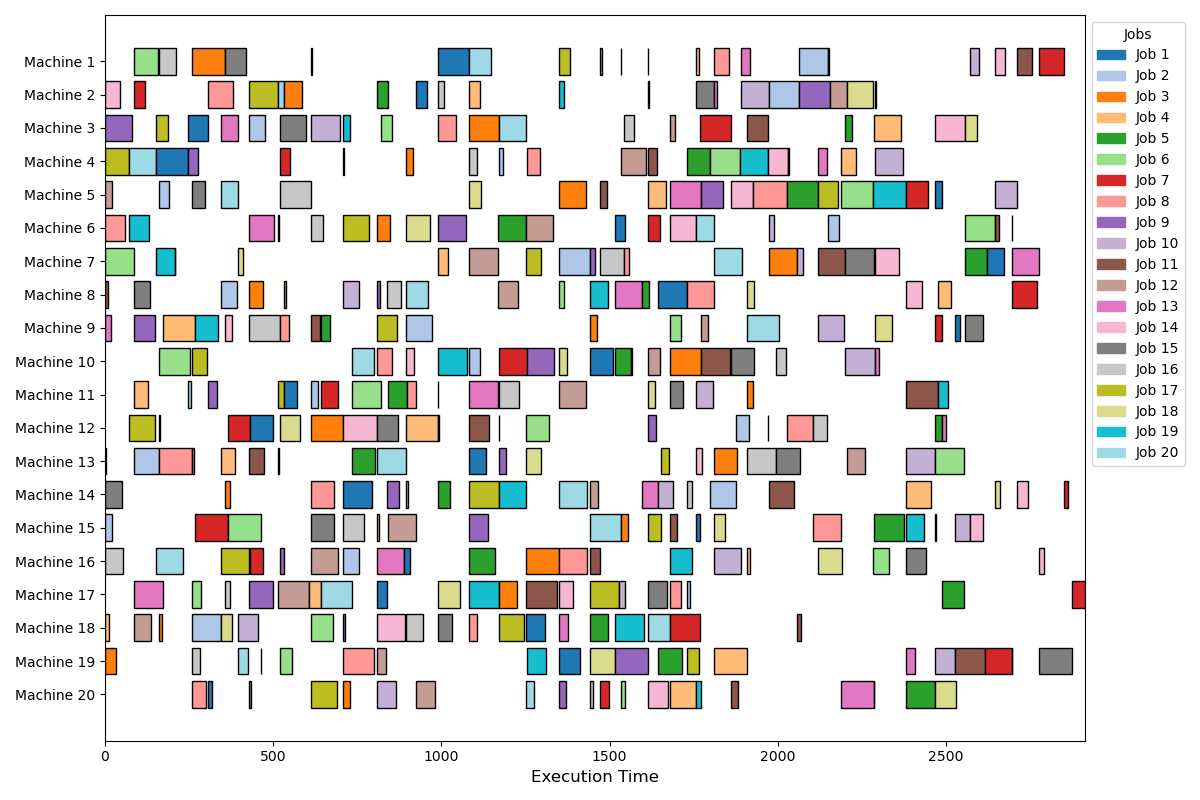 Machine 1
Machine 2
Machine 3
Machine 4
Machine 5
Machine 6
Machine 7
Machine 8
Machine 9
Machine 10
Machine 11
Machine 12
Machine 13
Machine 14
Machine 15
Machine 16
Machine 17
Machine 18
Machine 19
Machine 20
0 500 1000 1500 2000 2500
Execution Time
Jobs
Job 1
Job 2
Job 3
Job 4
Job 5
Job 6
Job 7
Job 8
Job 9
Job 10
Job 11
Job 12
Job 13
Job 14
Job 15
Job 16
Job 17
Job 18
Job 19
Job 20